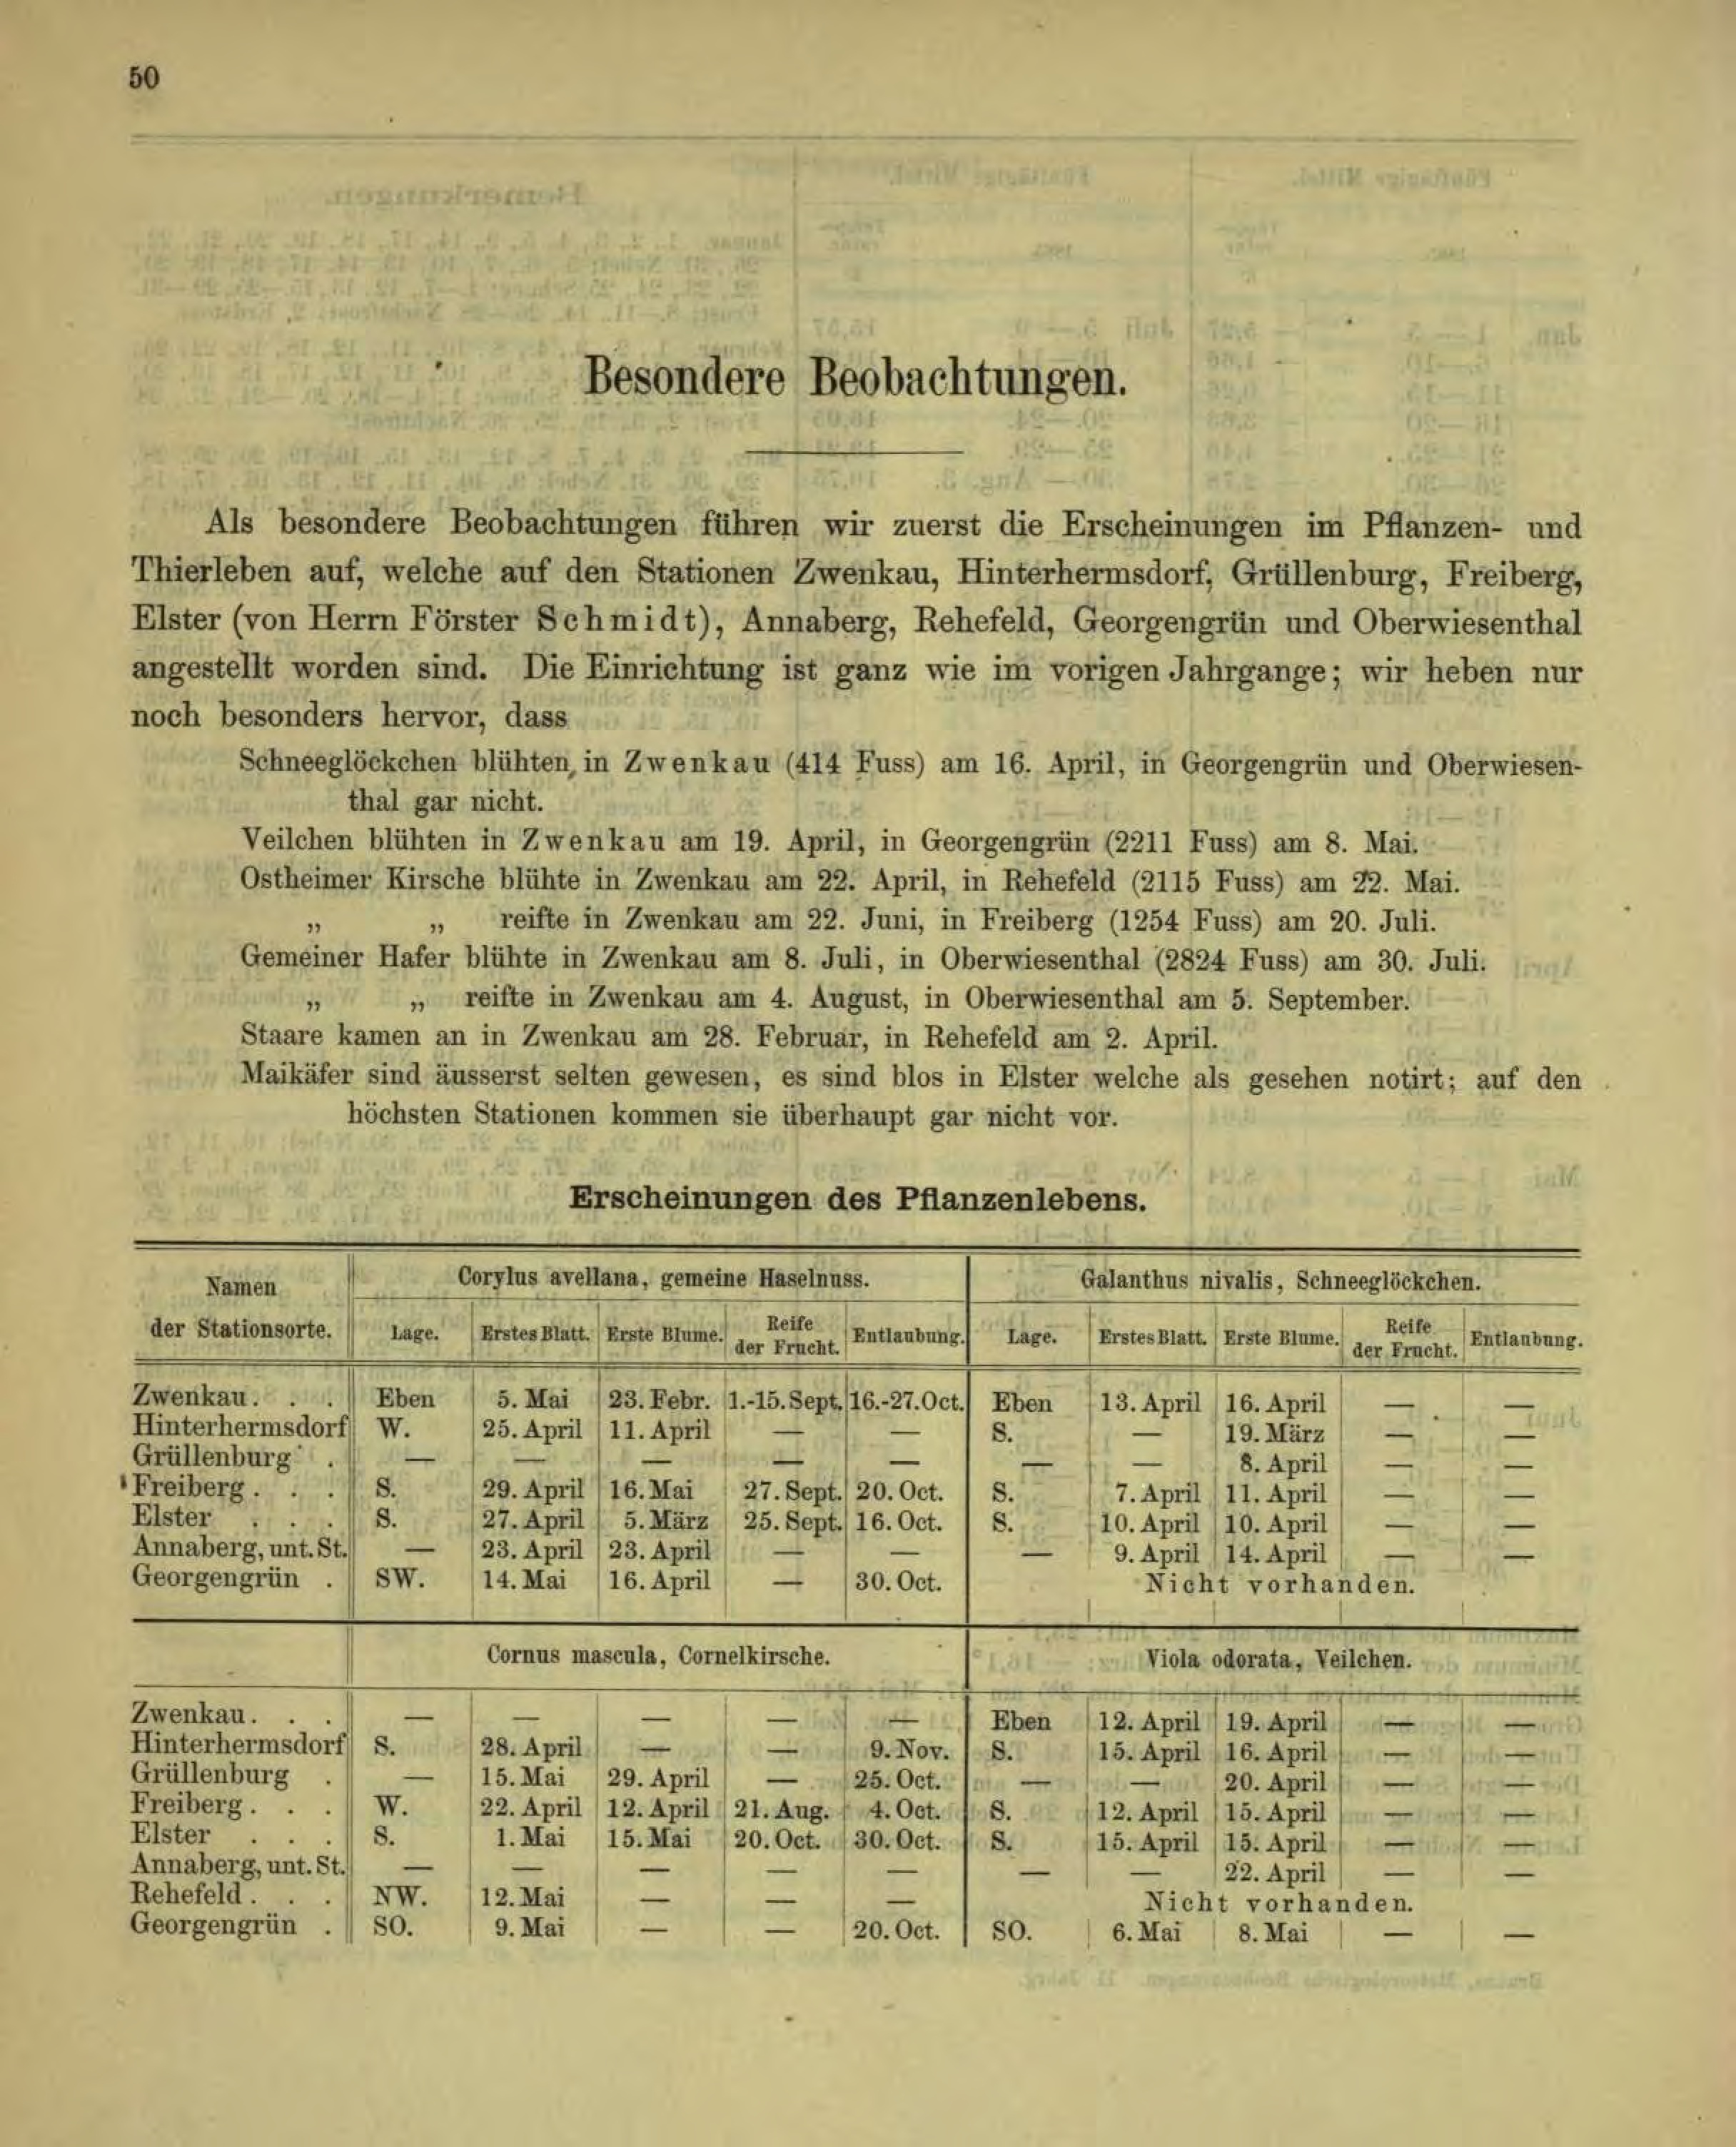 50
Besondere Beobachtungen.
Als besondere Beobachtungen führen wir zuerst die Erscheinungen im Pflanzen- und
Thierleben auf, welche auf den Stationen Zwenkau, Hinterhermsdorf, Grüllenburg, Freiberg,
Elster (von Herrn Förster Schmidt), Annaberg, Rehefeld, Georgengrün und Oberwiesenthal
angestellt worden sind. Die Einrichtung ist ganz wie im vorigen Jahrgange; wir heben nur
noch besonders hervor, dass
Schneeglöckchen blühten, in Zwenkau (414 Fuss) am 16. April, in Georgengrün und Oberwiesen-
thal gar nicht.
Veilchen blühten in Zwenkau am 19. April, in Georgengrün (2211 Fuss) am 8. Mai.
Ostheimer Kirsche blühte in Zwenkau am 22. April, in Rehefeld (2115 Fuss) am 22. Mai.
„ „ reifte in Zwenkau am 22. Juni, in Freiberg (1254 Fuss) am 20. Juli.
Gemeiner Hafer blühte in Zwenkau am 8. Juli, in Oberwiesenthal (2824 Fuss) am 30. Juli.
„ „ reifte in Zwenkau am 4. August, in Oberwiesenthal am 5. September.
Staare kamen an in Zwenkau am 28. Februar, in Rehefeld am 2. April.
Maikäfer sind äusserst selten gewesen, es sind blos in Elster welche als gesehen notirt; auf den
höchsten Stationen kommen sie überhaupt gar nicht vor.
Erscheinungen des Pflanzenlebens.
Namen der Stationsorte. Corylus avellana, gemeine Haselnuss. Galanthus nivalis, Schneeglöckchen.
Lage. Erstes Blatt. Erste Blume. Reife der Frucht. Entlaubung. Lage. Erstes Blatt. Erste Blume. Reife der Frucht. Entlaubung.
Zwenkau. . . Eben 5. Mai 23. Febr. 1.-15. Sept. 16.-27. Oct. Eben 13. April 16. April — —
Hinterhermsdorf W. 25. April 11. April — — S. — 19. März — —
Grüllenburg . — — — — — — — 8. April — —
Freiberg . . . S. 29. April 16. Mai 27. Sept. 20. Oct. S. 7. April 11. April — —
Elster . . . S. 27. April 5. März 25. Sept. 16. Oct. S. 10. April 10. April — —
Annaberg, unt. St. — 23. April 23. April — — — 9. April 14. April — —
Georgengrün . SW. 14. Mai 16. April — 30. Oct. Nicht vorhanden.
Cornus mascula, Cornelkirsche. Viola odorata, Veilchen.
Zwenkau. . . — — — — — Eben 12. April 19. April — —
Hinterhermsdorf S. 28. April — — 9. Nov. S. 15. April 16. April — —
Grüllenburg . — 15. Mai 29. April — 25. Oct. — — 20. April — —
Freiberg . . . W. 22. April 12. April 21. Aug. 4. Oct. S. 12. April 15. April — —
Elster . . . S. 1. Mai 15. Mai 20. Oct. 30. Oct. S. 15. April 15. April — —
Annaberg, unt. St. — — — — — — — 22. April — —
Rehefeld . . . NW. 12. Mai — — — Nicht vorhanden.
Georgengrün . SO. 9. Mai — — 20. Oct. SO. 6. Mai 8. Mai — —